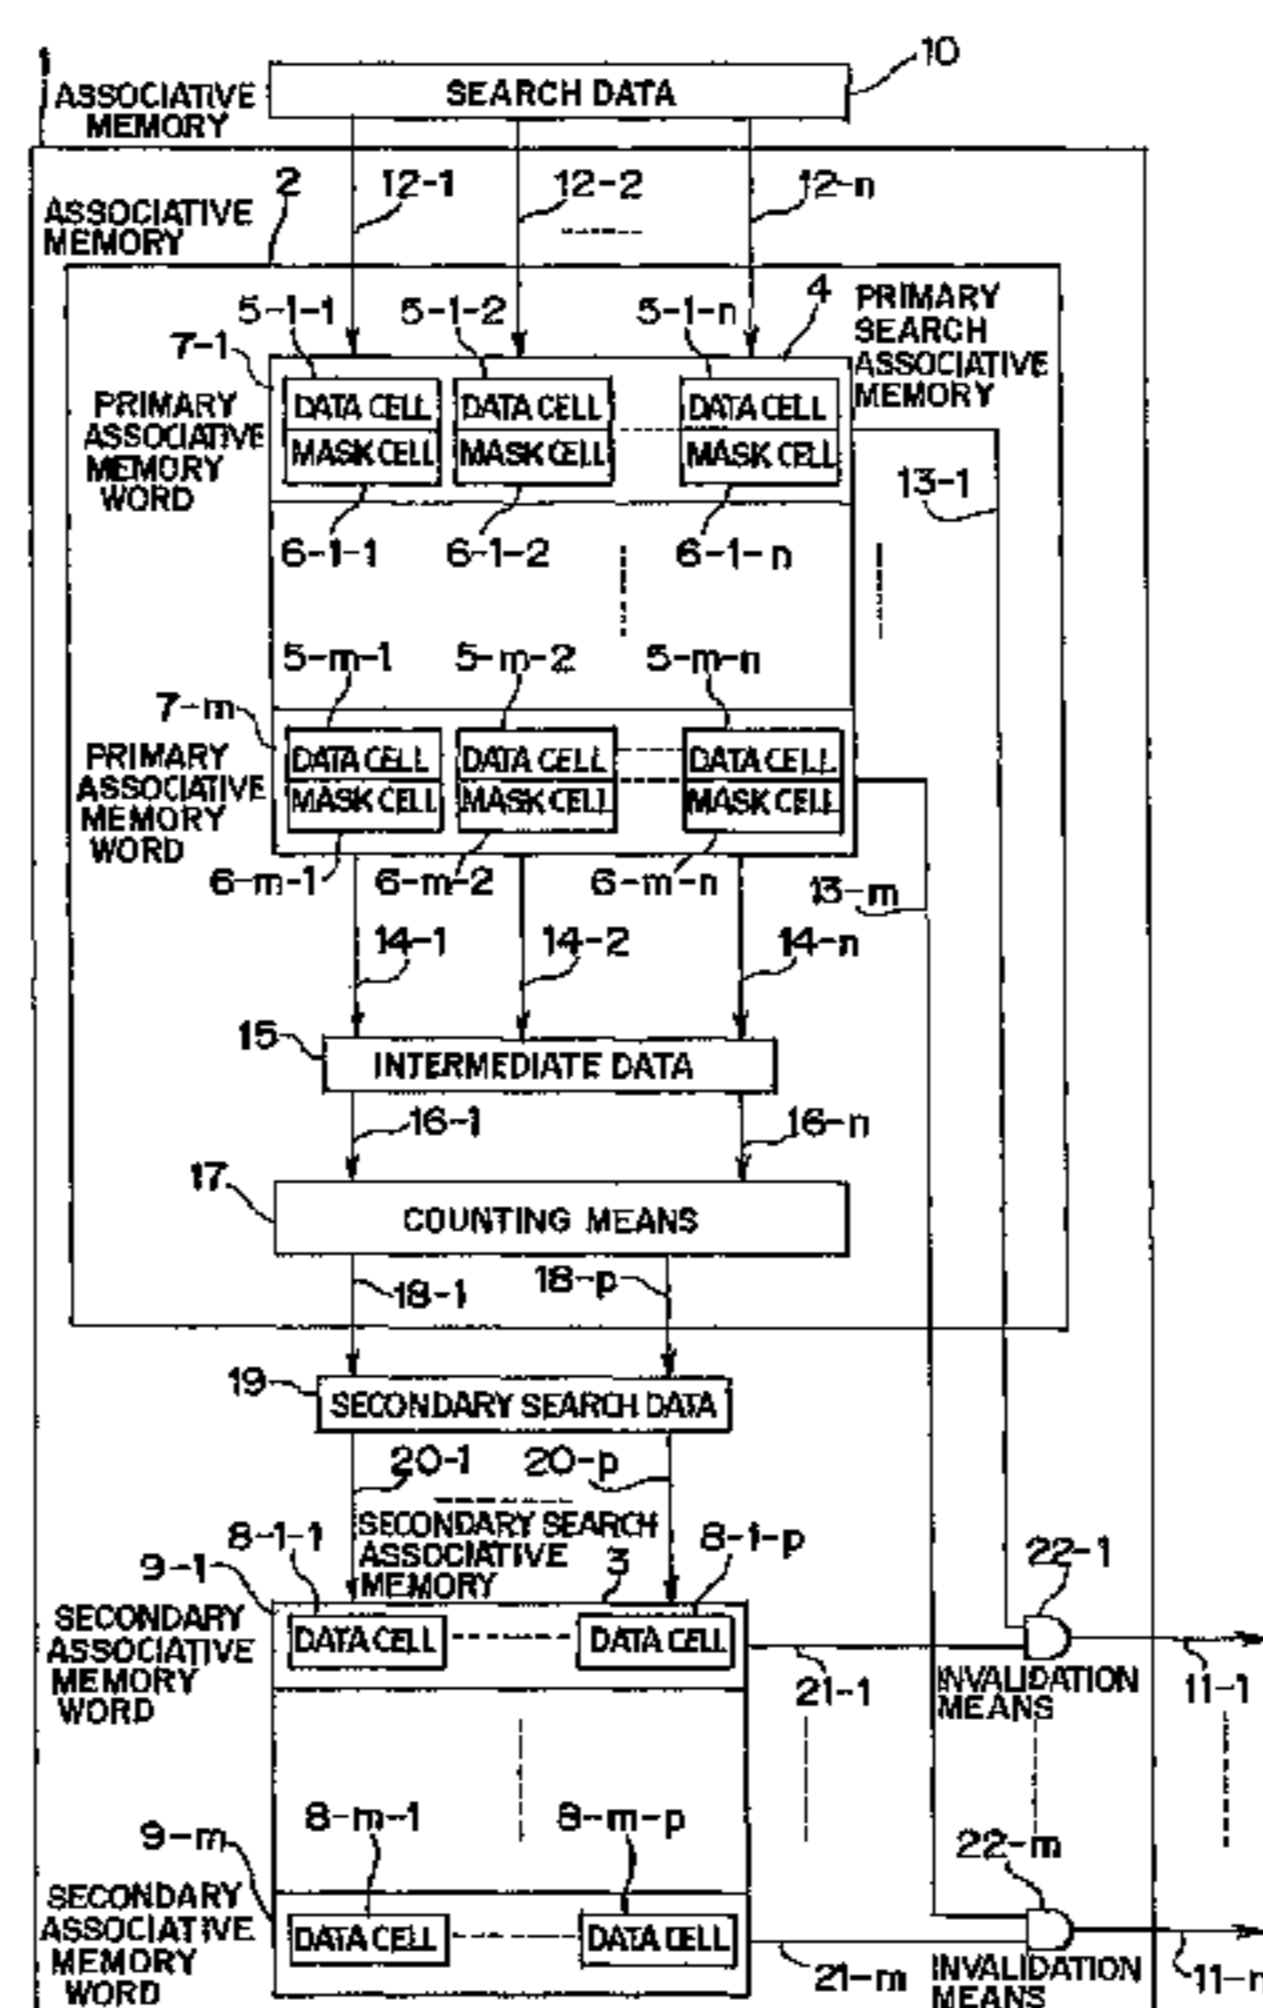 1
10
ASSOCIATIVE
MEMORY
SEARCH DATA
2
12-1
12-2
12-n
ASSOCIATIVE
MEMORY
5-1-1
5-1-2
5-1-n
4
PRIMARY
SEARCH
ASSOCIATIVE
MEMORY
7-1
PRIMARY
ASSOCIATIVE
MEMORY
WORD
DATA CELL
DATA CELL
DATA CELL
MASK CELL
MASK CELL
MASK CELL
13-1
6-1-1
6-1-2
6-1-n
5-m-1
5-m-2
5-m-n
7-m
PRIMARY
ASSOCIATIVE
MEMORY
WORD
DATA CELL
DATA CELL
DATA CELL
MASK CELL
MASK CELL
MASK CELL
6-m-1
6-m-2
6-m-n
13-m
14-1
14-2
14-n
15
INTERMEDIATE DATA
16-1
16-n
17
COUNTING MEANS
18-1
18-p
19
SECONDARY SEARCH DATA
20-1
20-p
SECONDARY SEARCH
ASSOCIATIVE
MEMORY
3
8-1-1
8-1-p
9-1
22-1
SECONDARY
ASSOCIATIVE
MEMORY
WORD
DATA CELL
DATA CELL
21-1
INVALIDATION
MEANS
11-1
8-m-1
8-m-p
9-m
22-m
SECONDARY
ASSOCIATIVE
MEMORY
WORD
DATA CELL
DATA CELL
21-m
INVALIDATION
MEANS